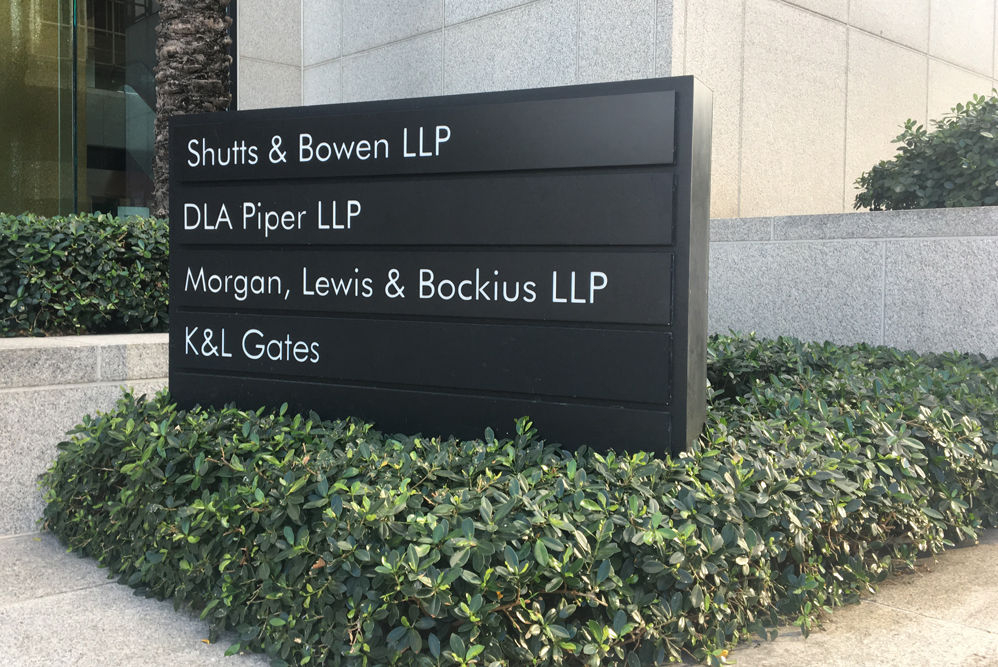 Shutts & Bowen LLP
DLA Piper LLP
Morgan, Lewis & Bockius LLP
K&L Gates